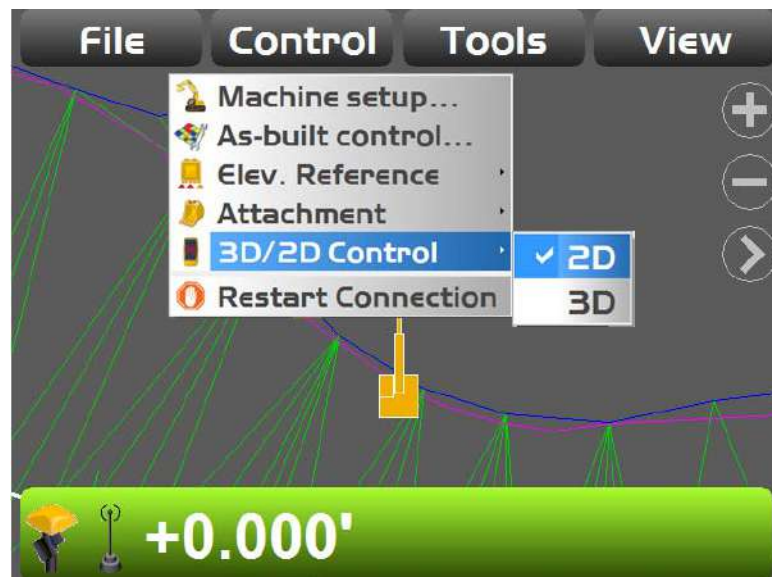 File Control Tools View
Machine setup...
As-built control...
Elev. Reference
Attachment
3D/2D Control
2D
3D
Restart Connection
+0.000'